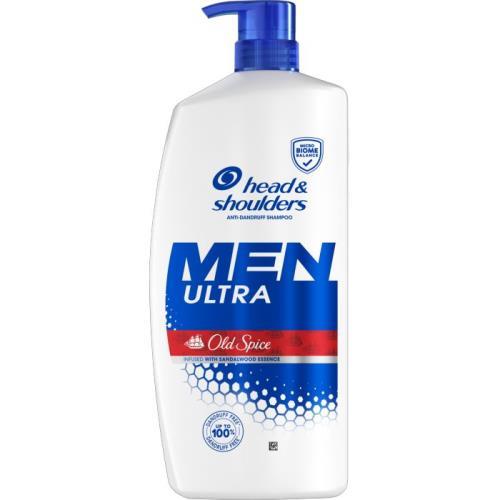 MICRO
BIOME
BALANCE
head &
shoulders
ANTI-DANDRUFF SHAMPOO
MEN
ULTRA
Old Spice
INFUSED WITH SANDALWOOD ESSENCE
DANDRUFF FREE*
UP TO
100%
DANDRUFF FREE*